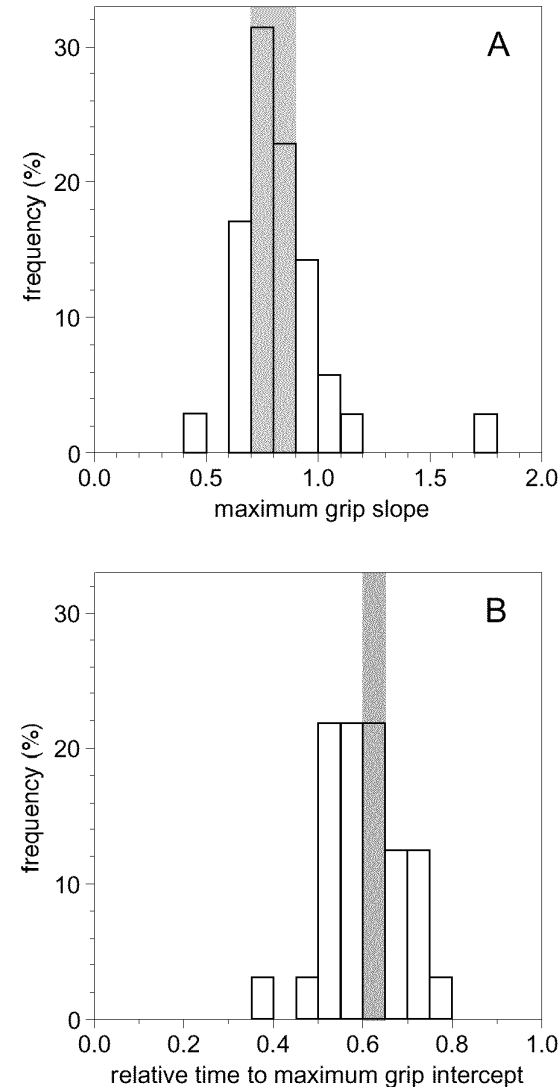 A
30
20
10
0
frequency (%)
0.0 0.5 1.0 1.5 2.0
maximum grip slope
B
30
20
10
0
frequency (%)
0.0 0.2 0.4 0.6 0.8 1.0
relative time to maximum grip intercept